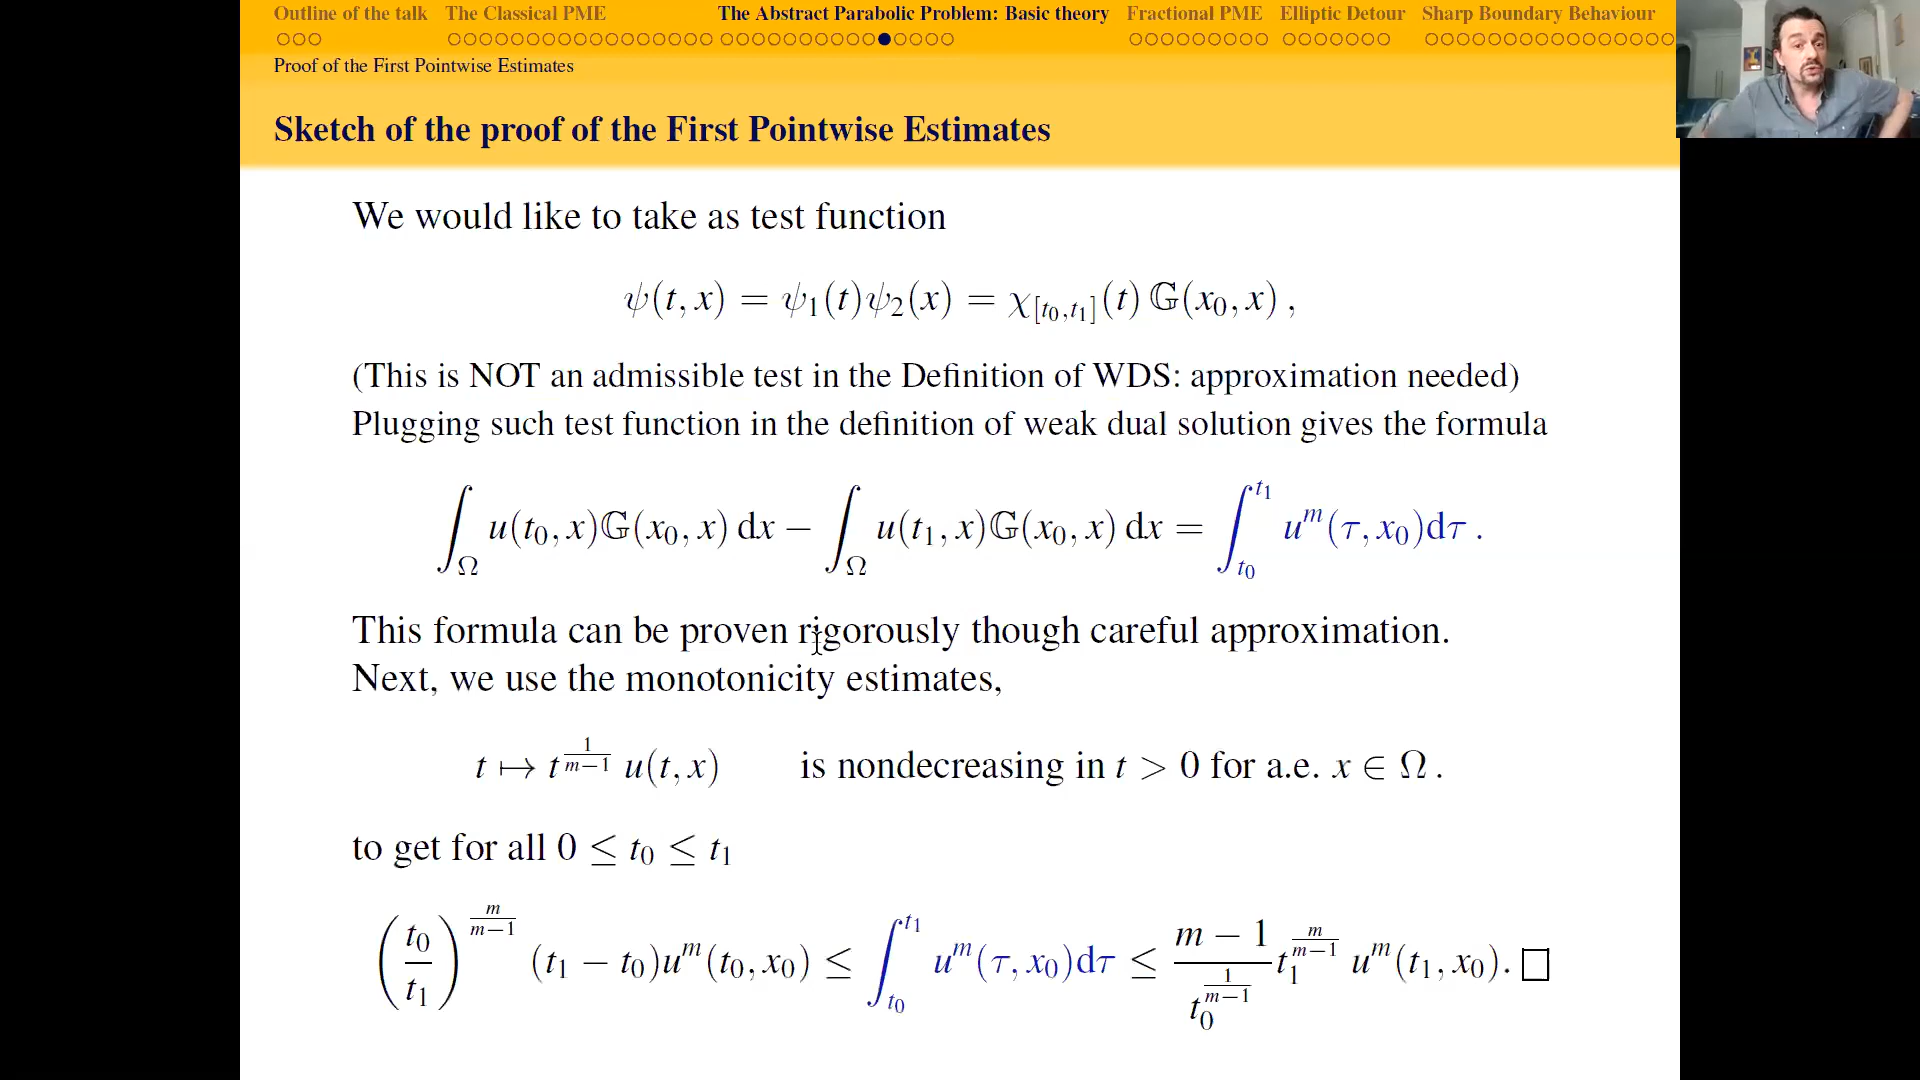 Outline of the talk The Classical PME The Abstract Parabolic Problem: Basic theory Fractional PME Elliptic Detour Sharp Boundary Behaviour
Proof of the First Pointwise Estimates
Sketch of the proof of the First Pointwise Estimates
We would like to take as test function
ψ(t, x) = ψ₁(t)ψ₂(x) = χ_{[t₀,t₁]}(t) 𝔾(x₀, x) ,
(This is NOT an admissible test in the Definition of WDS: approximation needed)
Plugging such test function in the definition of weak dual solution gives the formula
∫_Ω u(t₀, x)𝔾(x₀, x) dx − ∫_Ω u(t₁, x)𝔾(x₀, x) dx = ∫_{t₀}^{t₁} u^m(τ, x₀)dτ .
This formula can be proven rigorously though careful approximation.
Next, we use the monotonicity estimates,
t ↦ t^{\frac{1}{m−1}} u(t, x) is nondecreasing in t > 0 for a.e. x ∈ Ω .
to get for all 0 ≤ t₀ ≤ t₁
(\frac{t₀}{t₁})^{\frac{m}{m−1}} (t₁ − t₀)u^m(t₀, x₀) ≤ ∫_{t₀}^{t₁} u^m(τ, x₀)dτ ≤ \frac{m − 1}{t₀^{\frac{1}{m−1}}} t₁^{\frac{m}{m−1}} u^m(t₁, x₀). □